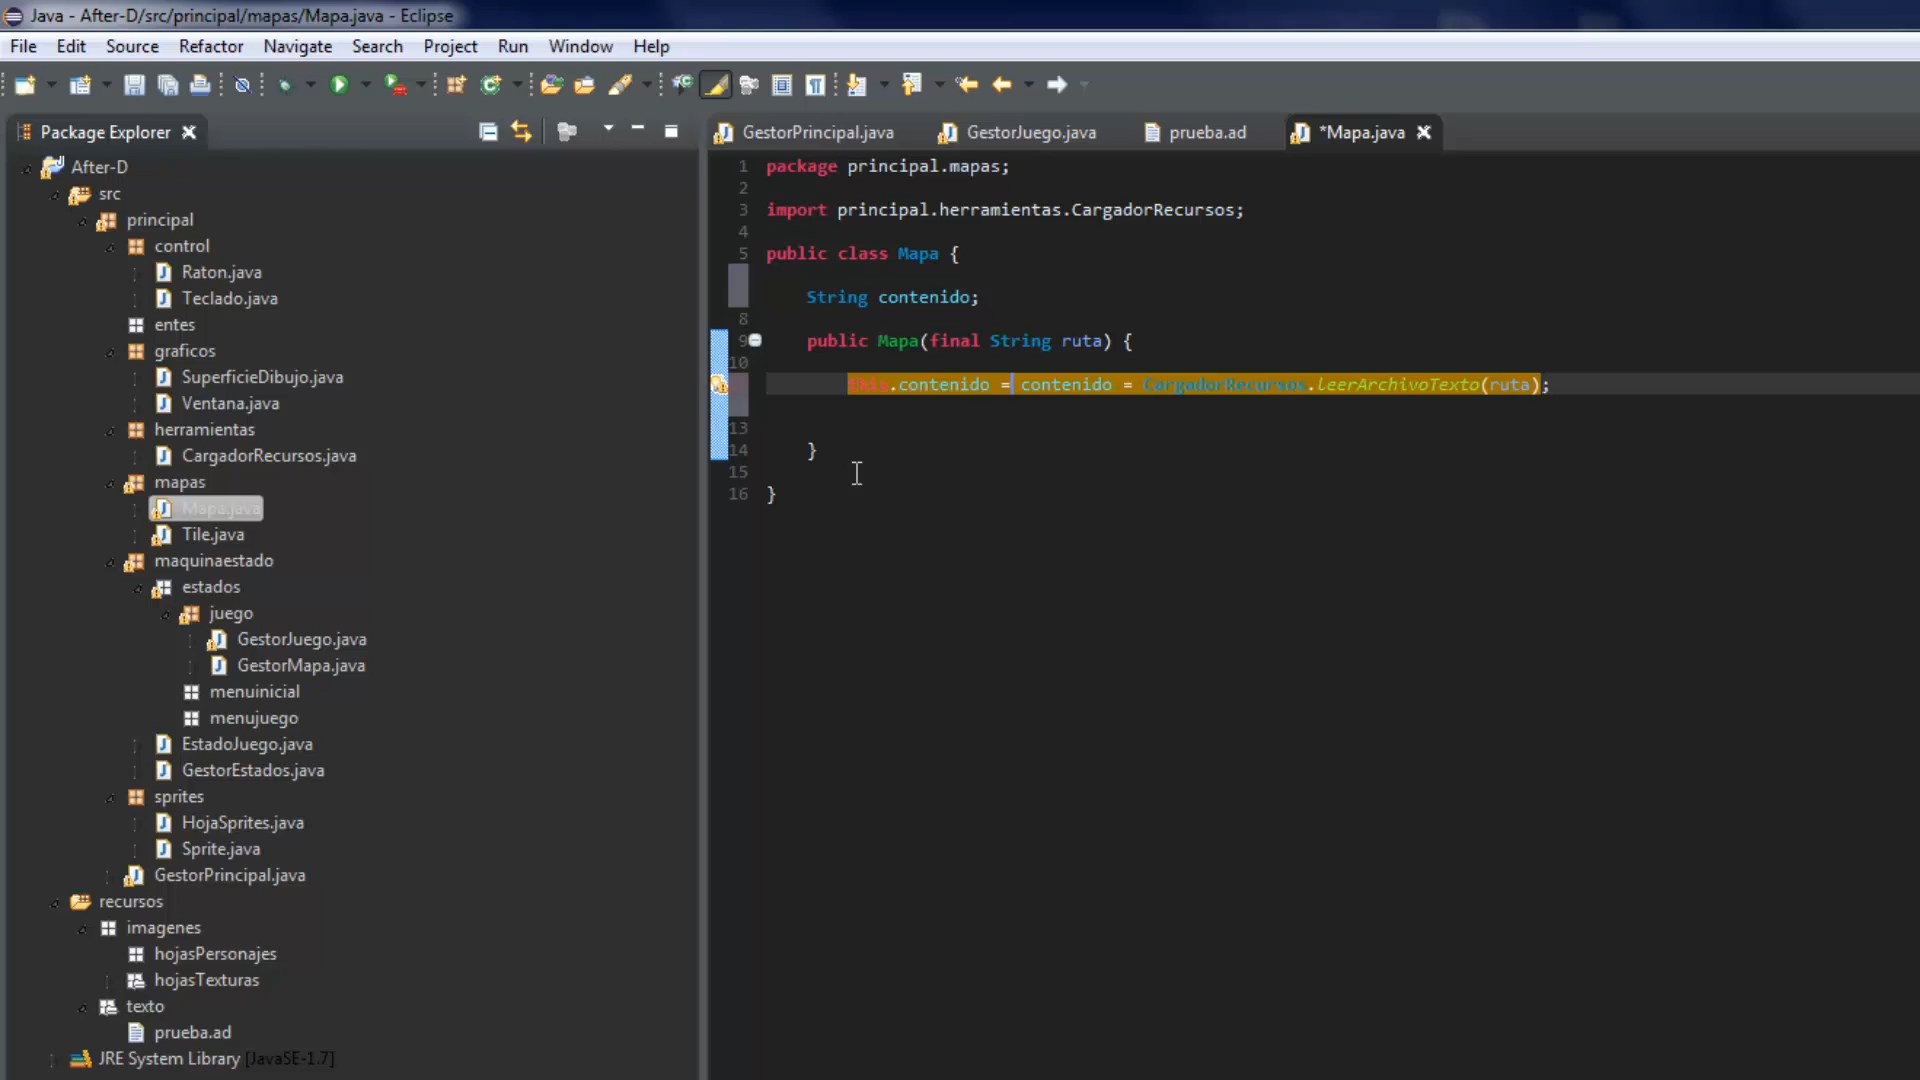 Java - After-D/src/principal/mapas/Mapa.java - Eclipse
File Edit Source Refactor Navigate Search Project Run Window Help
Package Explorer
After-D
src
principal
control
Raton.java
Teclado.java
entes
graficos
SuperficieDibujo.java
Ventana.java
herramientas
CargadorRecursos.java
mapas
Mapa.java
Tile.java
maquinaestado
estados
juego
GestorJuego.java
GestorMapa.java
menuinicial
menujuego
EstadoJuego.java
GestorEstados.java
sprites
HojaSprites.java
Sprite.java
GestorPrincipal.java
recursos
imagenes
hojasPersonajes
hojasTexturas
texto
prueba.ad
JRE System Library [JavaSE-1.7]
GestorPrincipal.java GestorJuego.java prueba.ad *Mapa.java
1 package principal.mapas;
2
3 import principal.herramientas.CargadorRecursos;
4
5 public class Mapa {
String contenido;
8
9 public Mapa(final String ruta) {
10
this.contenido = contenido = CargadorRecursos.leerArchivoTexto(ruta);
13
14 }
15
16 }